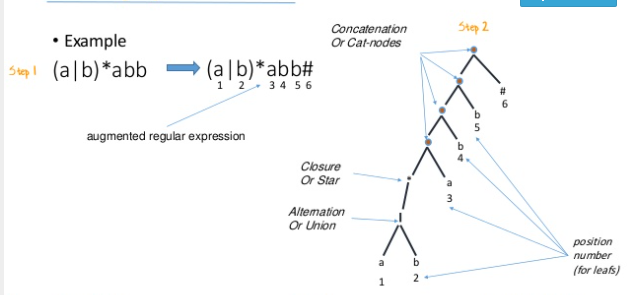 • Example
Step 1 (a|b)*abb (a|b)*abb#
1 2 3 4 5 6
augmented regular expression
Concatenation
Or Cat-nodes
Step 2
#
6
b
5
b
4
a
3
Closure
Or Star
*
Alternation
Or Union
|
a
1
b
2
position
number
(for leafs)